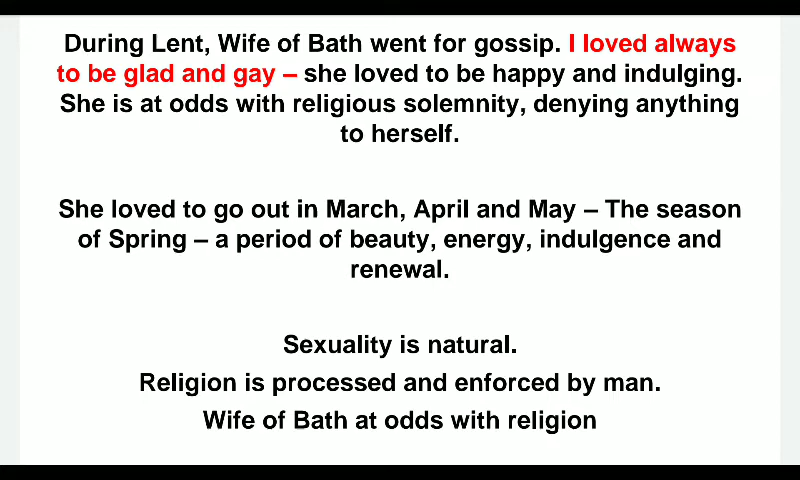 During Lent, Wife of Bath went for gossip. I loved always
to be glad and gay – she loved to be happy and indulging.
She is at odds with religious solemnity, denying anything
to herself.
She loved to go out in March, April and May – The season
of Spring – a period of beauty, energy, indulgence and
renewal.
Sexuality is natural.
Religion is processed and enforced by man.
Wife of Bath at odds with religion